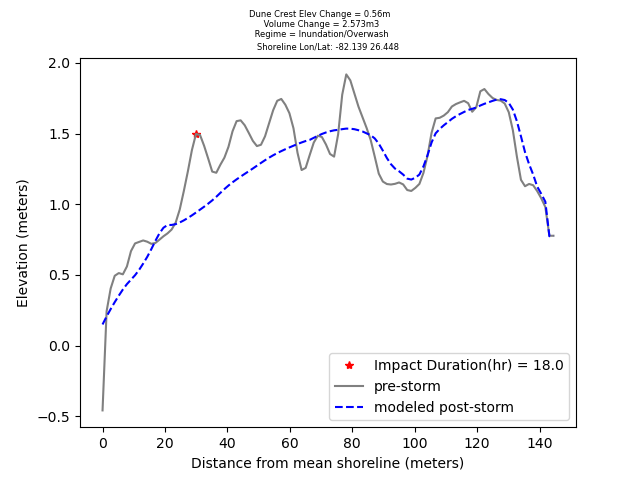 Dune Crest Elev Change = 0.56m
Volume Change = 2.573m3
Regime = Inundation/Overwash
Shoreline Lon/Lat: -82.139 26.448
2.0
1.5
1.0
0.5
0.0
−0.5
Elevation (meters)
Impact Duration(hr) = 18.0
pre-storm
modeled post-storm
0 20 40 60 80 100 120 140
Distance from mean shoreline (meters)